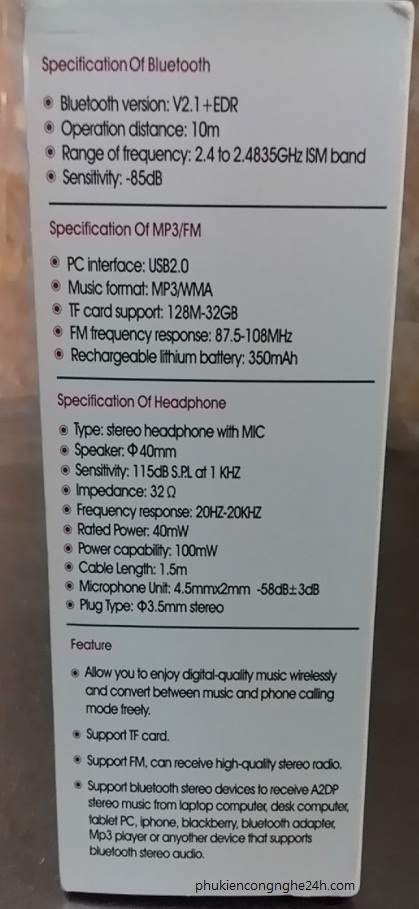 Specification Of Bluetooth
Bluetooth version: V2.1+EDR
Operation distance: 10m
Range of frequency: 2.4 to 2.4835GHz ISM band
Sensitivity: -85dB
Specification Of MP3/FM
PC interface: USB2.0
Music format: MP3/WMA
TF card support: 128M-32GB
FM frequency response: 87.5-108MHz
Rechargeable lithium battery: 350mAh
Specification Of Headphone
Type: stereo headphone with MIC
Speaker: Φ40mm
Sensitivity: 115dB S.PL at 1 KHZ
Impedance: 32Ω
Frequency response: 20HZ-20KHZ
Rated Power: 40mW
Power capability: 100mW
Cable Length: 1.5m
Microphone Unit: 4.5mmx2mm -58dB±3dB
Plug Type: Φ3.5mm stereo
Feature
Allow you to enjoy digital-quality music wirelessly
and convert between music and phone calling
mode freely.
Support TF card.
Support FM, can receive high-quality stereo radio.
Support bluetooth stereo devices to receive A2DP
stereo music from laptop computer, desk computer,
tablet PC, iphone, blackberry, bluetooth adapter,
Mp3 player or anyother device that supports
bluetooth stereo audio.
phukiencongnghe24h.com